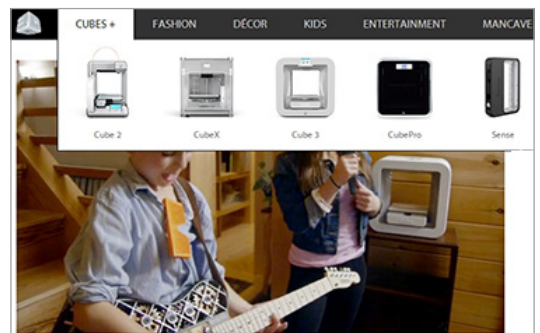 CUBES + FASHION DÉCOR KIDS ENTERTAINMENT MANCAVE
Cube 2 CubeX Cube 3 CubePro Sense